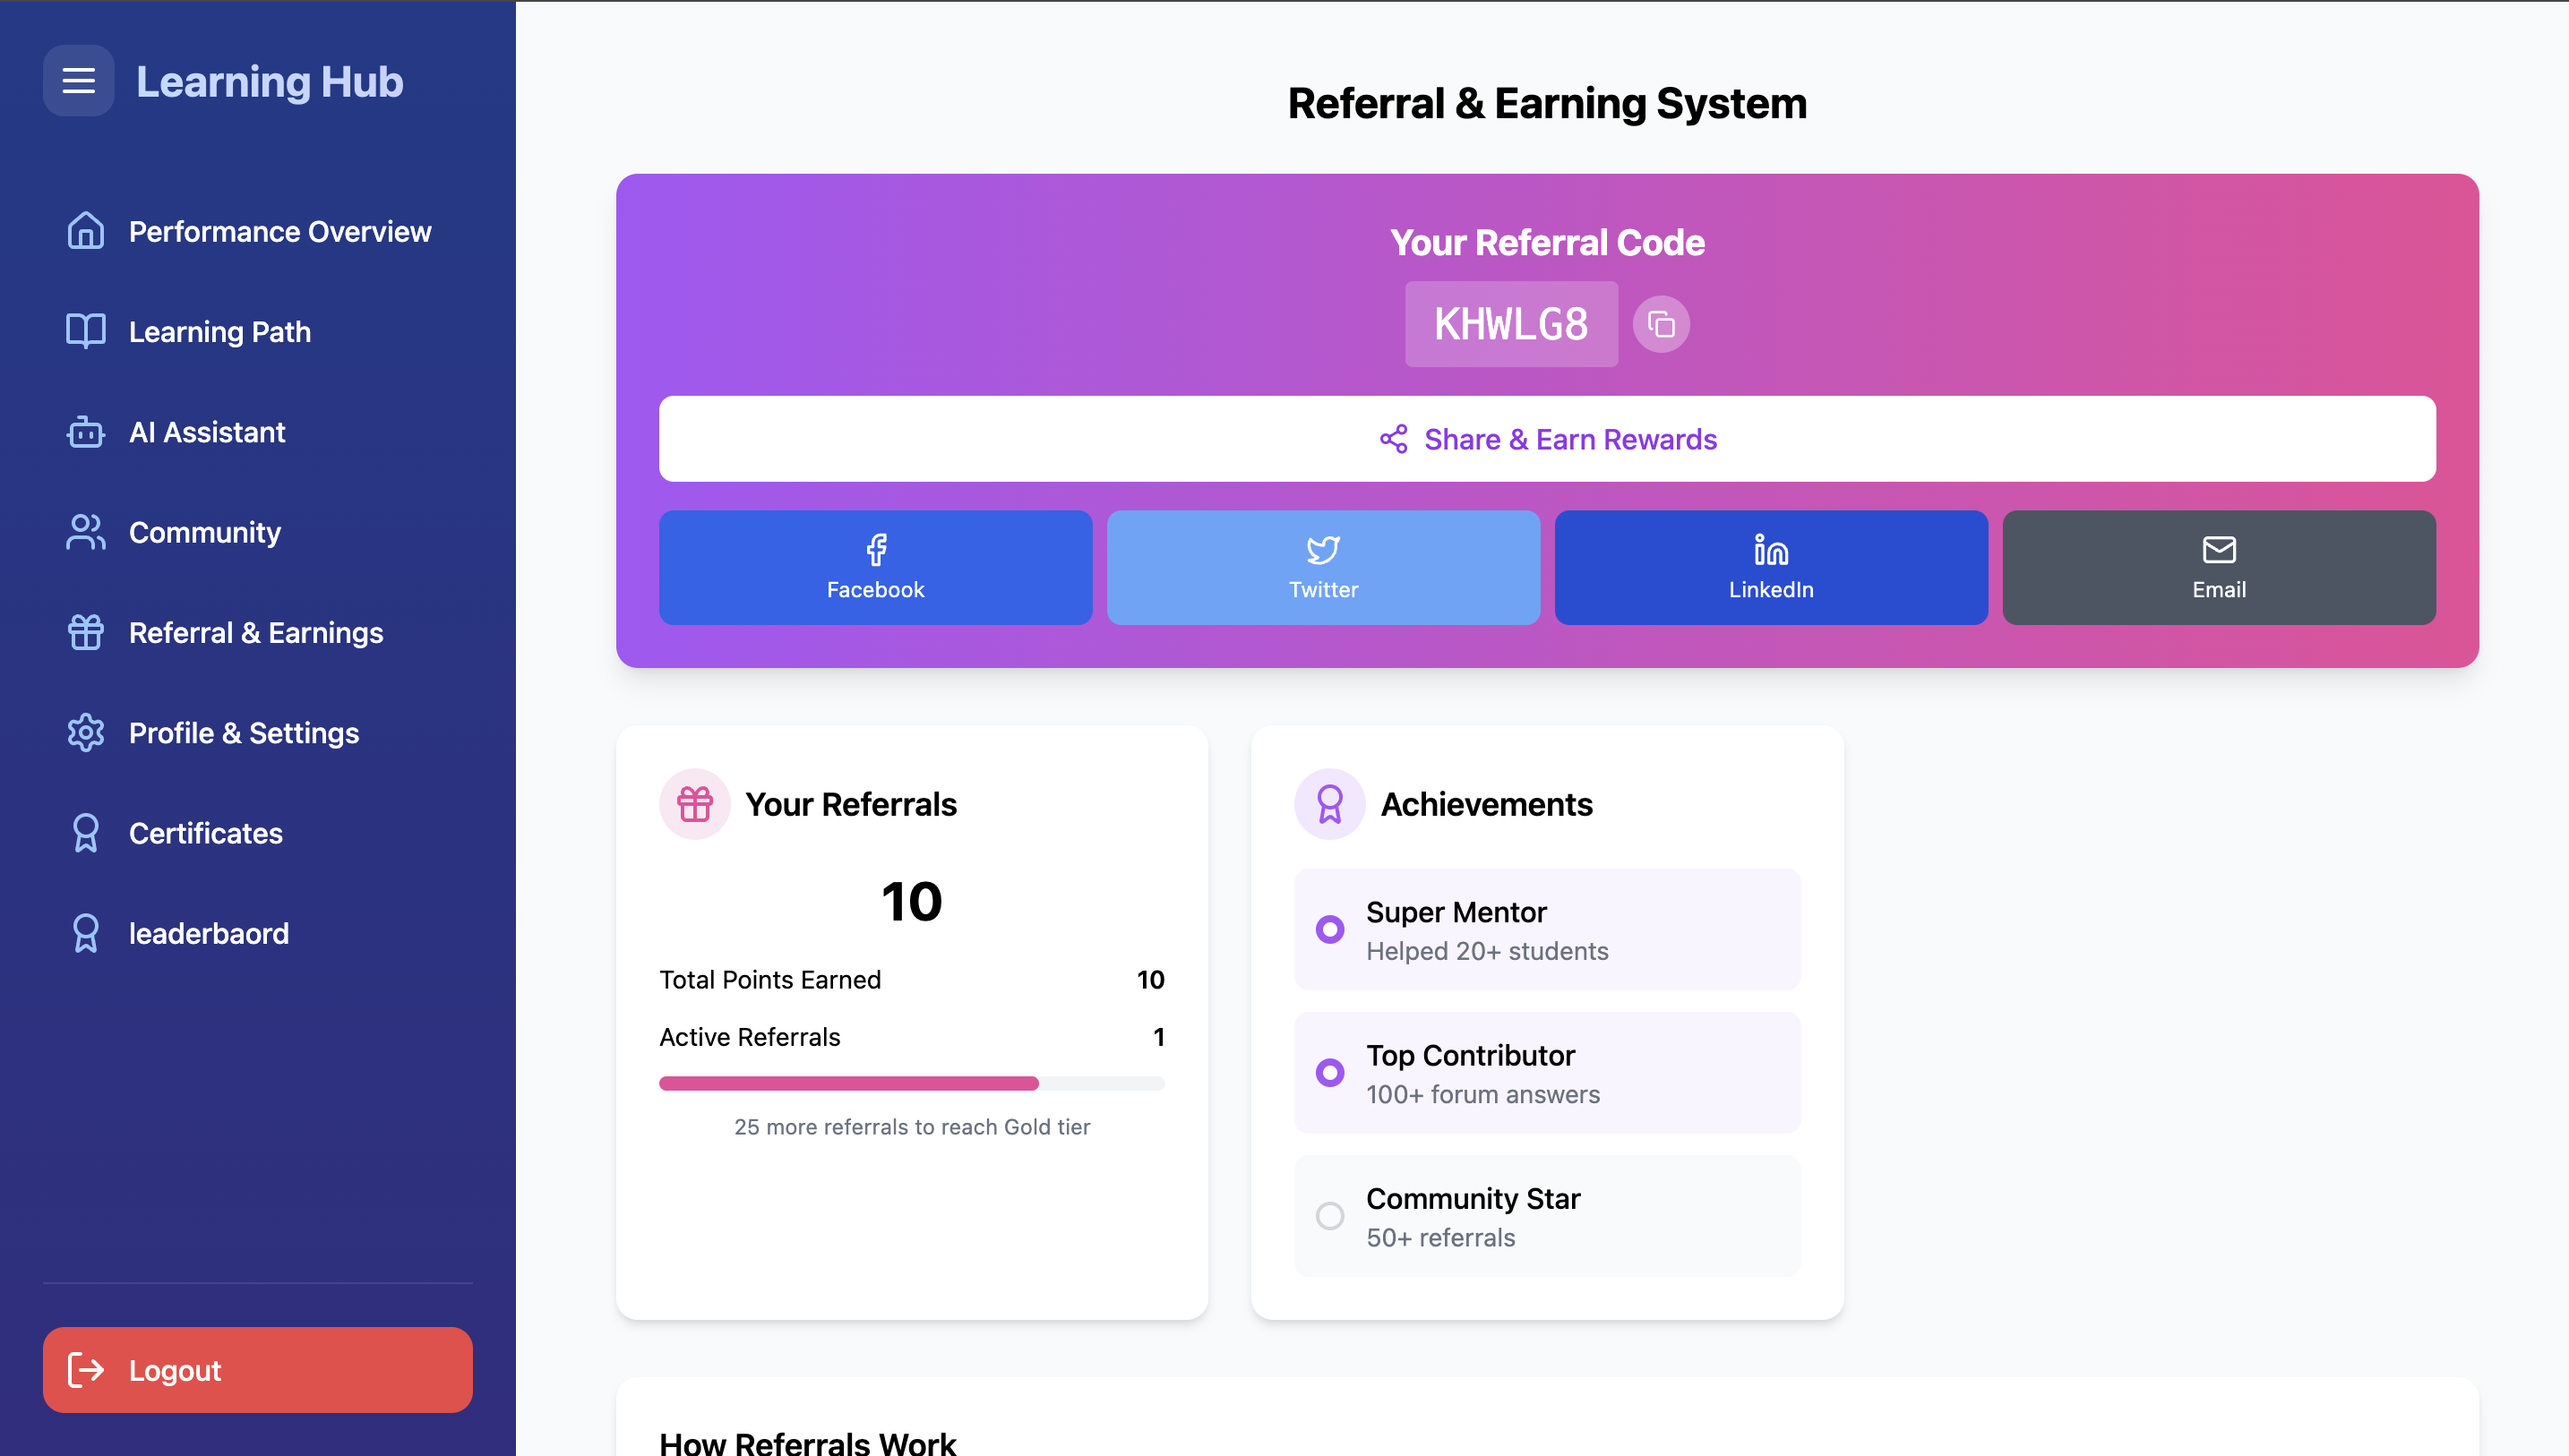 Learning Hub
Performance Overview
Learning Path
AI Assistant
Community
Referral & Earnings
Profile & Settings
Certificates
leaderbaord
Logout
Referral & Earning System
Your Referral Code
KHWLG8
Share & Earn Rewards
Facebook
Twitter
LinkedIn
Email
Your Referrals
10
Total Points Earned 10
Active Referrals 1
25 more referrals to reach Gold tier
Achievements
Super Mentor
Helped 20+ students
Top Contributor
100+ forum answers
Community Star
50+ referrals
How Referrals Work